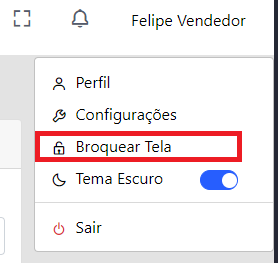 Felipe Vendedor
Perfil
Configurações
Broquear Tela
Tema Escuro
Sair